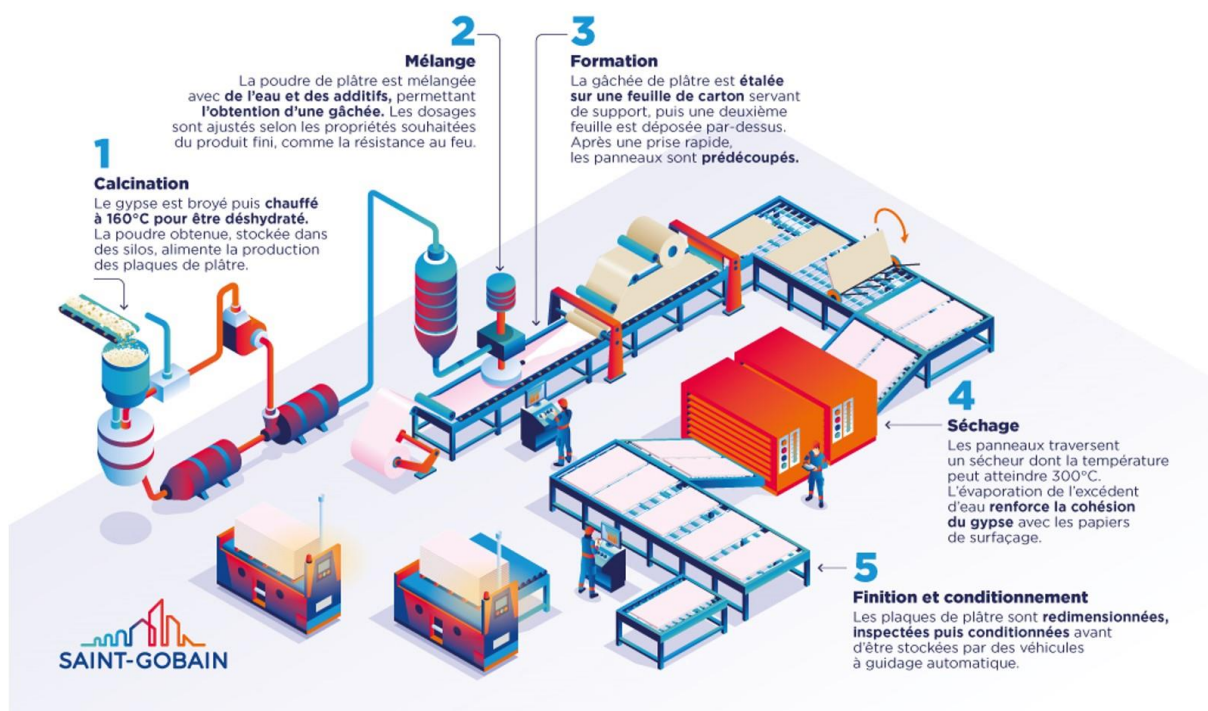 1
Calcination
Le gypse est broyé puis chauffé
à 160°C pour être déshydraté.
La poudre obtenue, stockée dans
des silos, alimente la production
des plaques de plâtre.
2
Mélange
La poudre de plâtre est mélangée
avec de l'eau et des additifs, permettant
l'obtention d'une gâchée. Les dosages
sont ajustés selon les propriétés souhaitées
du produit fini, comme la résistance au feu.
3
Formation
La gâchée de plâtre est étalée
sur une feuille de carton servant
de support, puis une deuxième
feuille est déposée par-dessus.
Après une prise rapide,
les panneaux sont prédécoupés.
4
Séchage
Les panneaux traversent
un sécheur dont la température
peut atteindre 300°C.
L'évaporation de l'excédent
d'eau renforce la cohésion
du gypse avec les papiers
de surfaçage.
5
Finition et conditionnement
Les plaques de plâtre sont redimensionnées,
inspectées puis conditionnées avant
d'être stockées par des véhicules
à guidage automatique.
SAINT-GOBAIN